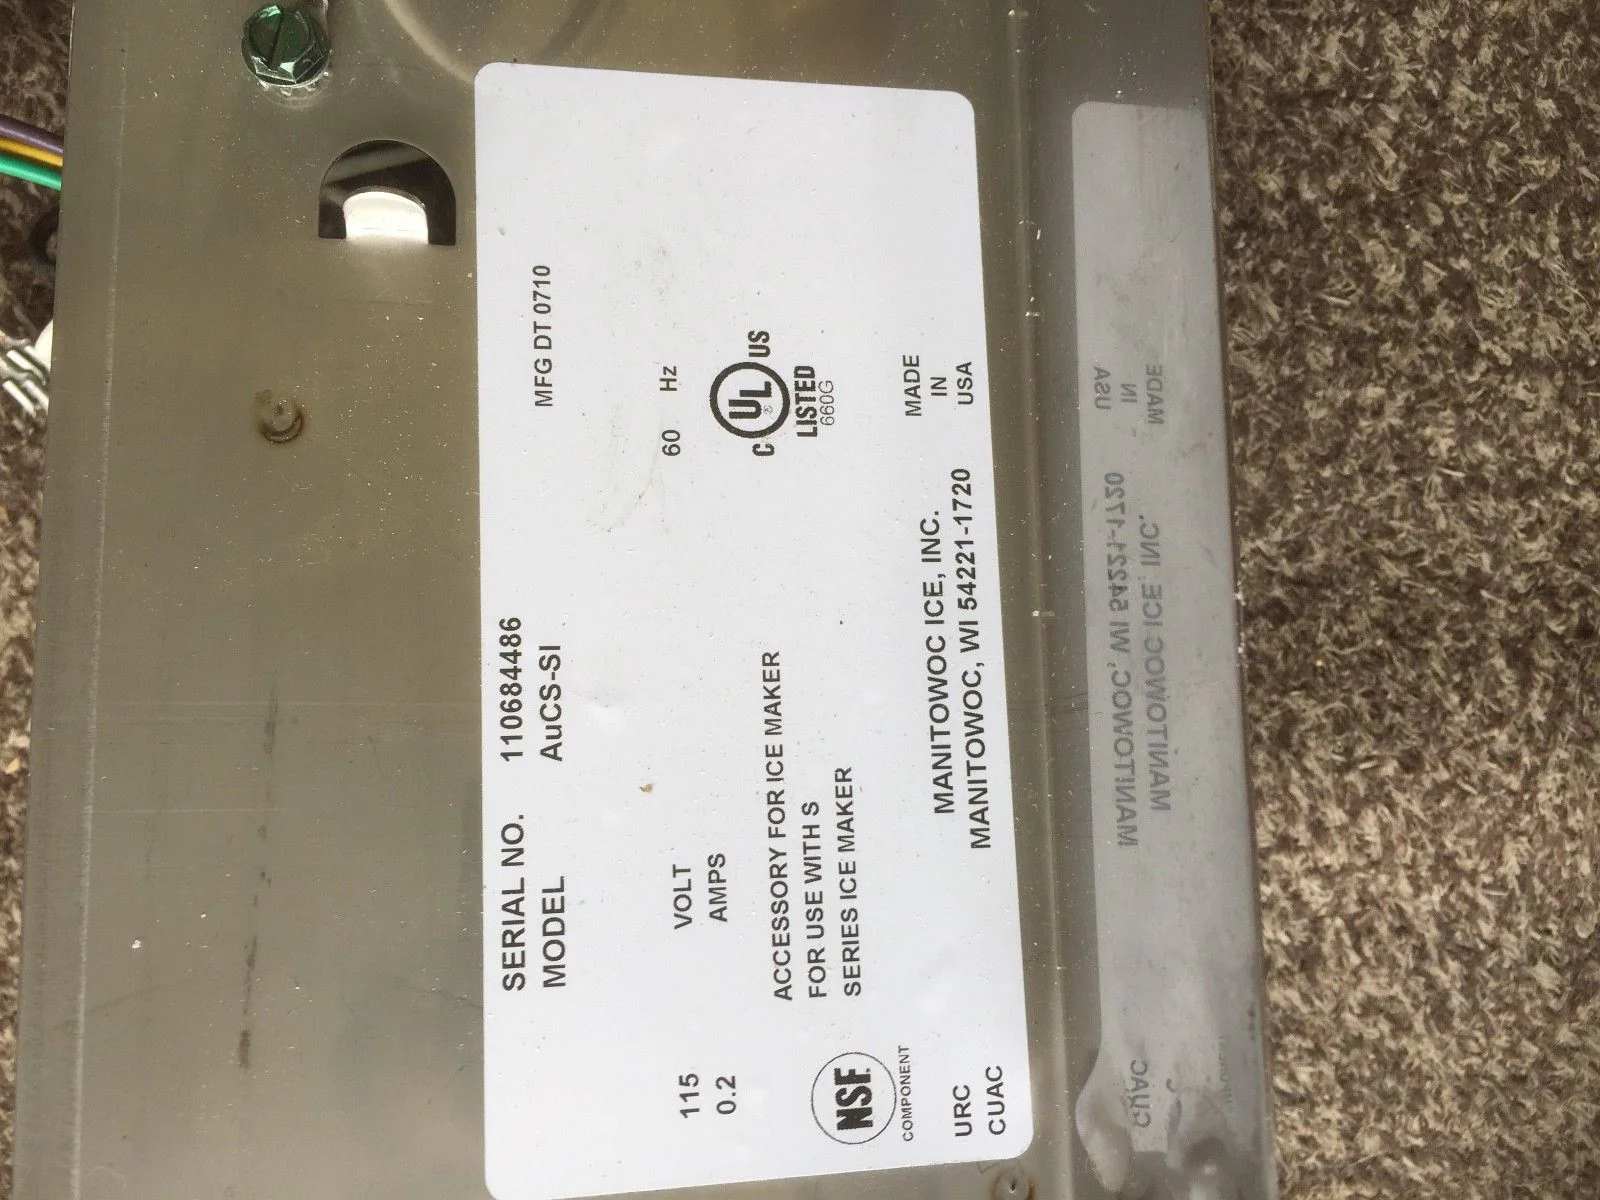 SERIAL NO. 110684486 MFG DT 0710
MODEL AuCS-SI
115 VOLT 60 Hz
0.2 AMPS
C UL ® US
LISTED
660G
ACCESSORY FOR ICE MAKER
FOR USE WITH S
SERIES ICE MAKER
NSF
COMPONENT
MANITOWOC ICE, INC.
MANITOWOC, WI 54221-1720
MADE
IN
USA
URC
CUAC